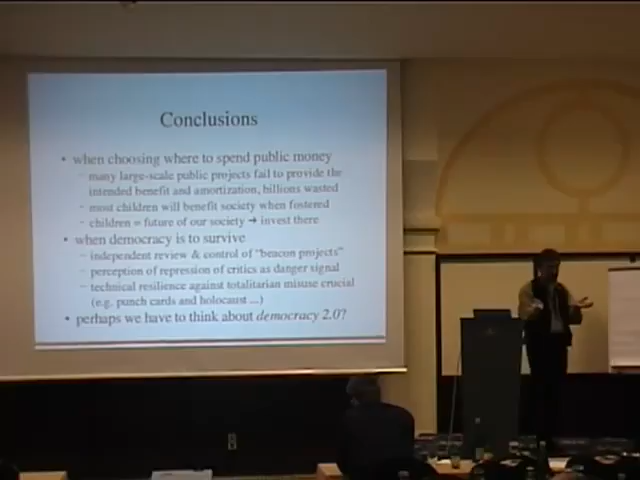 Conclusions
• when choosing where to spend public money
– many large-scale public projects fail to provide the
intended benefit and amortization, billions wasted
– most children will benefit society when fostered
– children = future of our society ➔ invest there
• when democracy is to survive
– independent review & control of "beacon projects"
– perception of repression of critics as danger signal
– technical resilience against totalitarian misuse crucial
(e.g. punch cards and holocaust ...)
• perhaps we have to think about democracy 2.0?